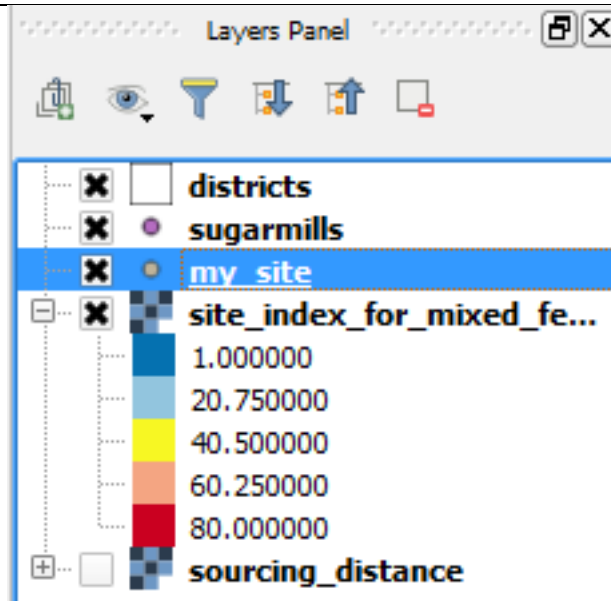 Layers Panel
districts
sugarmills
my_site
site_index_for_mixed_fe...
1.000000
20.750000
40.500000
60.250000
80.000000
sourcing_distance